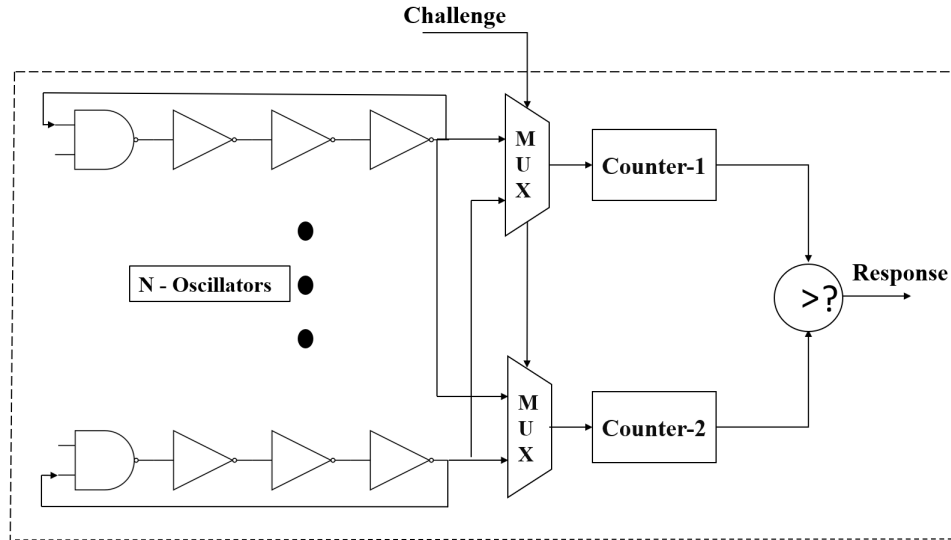 Challenge
M
U
X
Counter-1
N - Oscillators
>?
Response
M
U
X
Counter-2